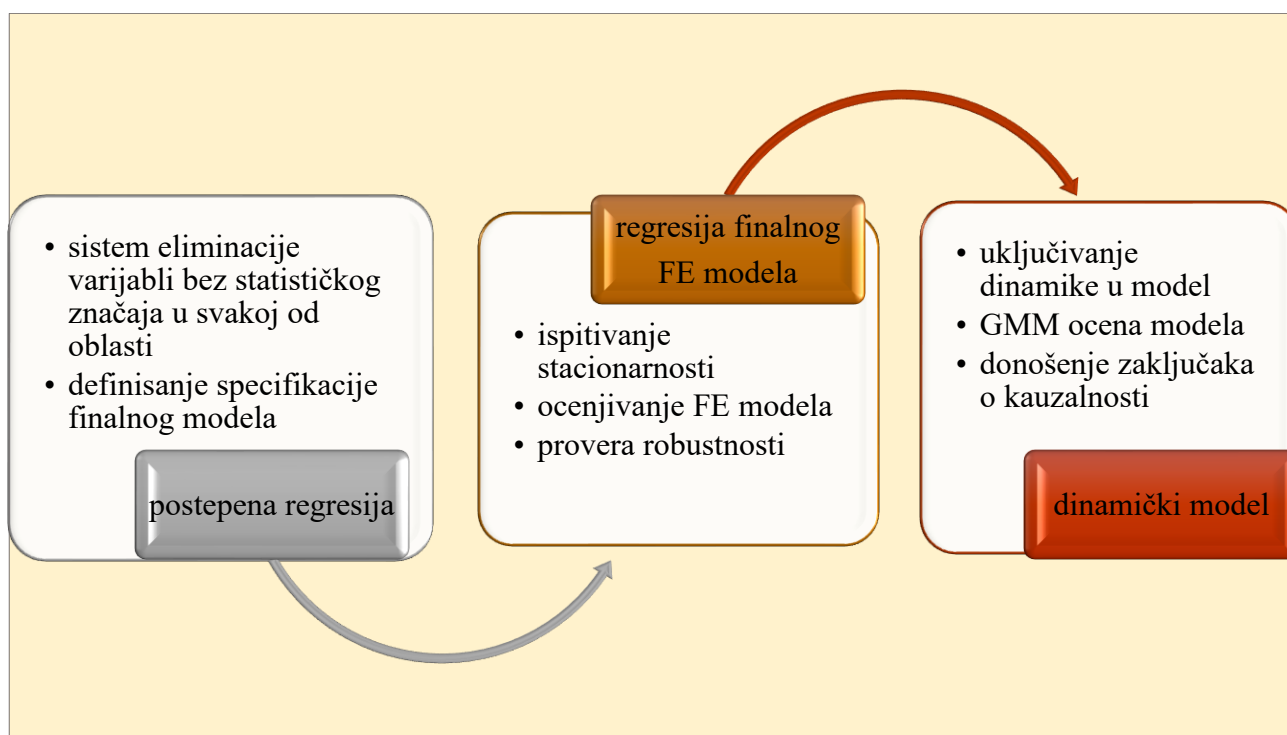 • sistem eliminacije
varijabli bez statističkog
značaja u svakoj od
oblasti
• definisanje specifikacije
finalnog modela
postepena regresija
regresija finalnog
FE modela
• ispitivanje
stacionarnosti
• ocenjivanje FE modela
• provera robustnosti
• uključivanje
dinamike u model
• GMM ocena modela
• donošenje zaključaka
o kauzalnosti
dinamički model